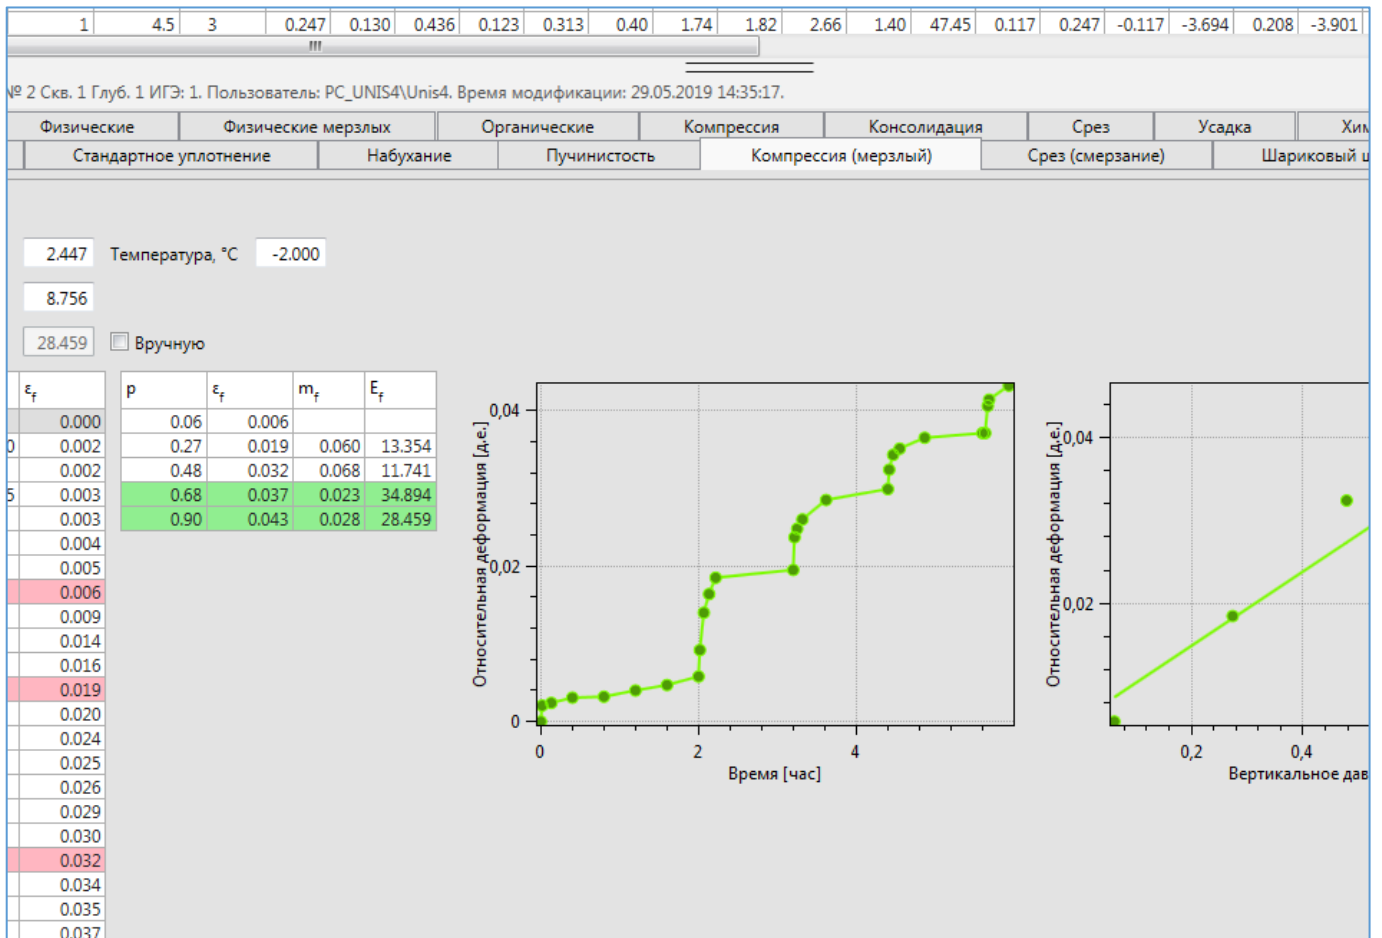 1 4.5 3 0.247 0.130 0.436 0.123 0.313 0.40 1.74 1.82 2.66 1.40 47.45 0.117 0.247 -0.117 -3.694 0.208 -3.901
№ 2 Скв. 1 Глуб. 1 ИГЭ: 1. Пользователь: PC_UNIS4\Unis4. Время модификации: 29.05.2019 14:35:17.
Физические Физические мерзлых Органические Компрессия Консолидация Срез Усадка Хим
Стандартное уплотнение Набухание Пучинистость Компрессия (мерзлый) Срез (смерзание) Шариковый ш
2.447 Температура, °C -2.000
8.756
28.459 Вручную
εf p εf mf Ef
0.000 0.06 0.006
0 0.002 0.27 0.019 0.060 13.354
0.002 0.48 0.032 0.068 11.741
5 0.003 0.68 0.037 0.023 34.894
0.003 0.90 0.043 0.028 28.459
0.004
0.005
0.006
0.009
0.014
0.016
0.019
0.020
0.024
0.025
0.026
0.029
0.030
0.032
0.034
0.035
0.037
Относительная деформация [д.е.]
0,04
0,02
0
0 2 4
Время [час]
Относительная деформация [д.е.]
0,04
0,02
0,2 0,4
Вертикальное дав